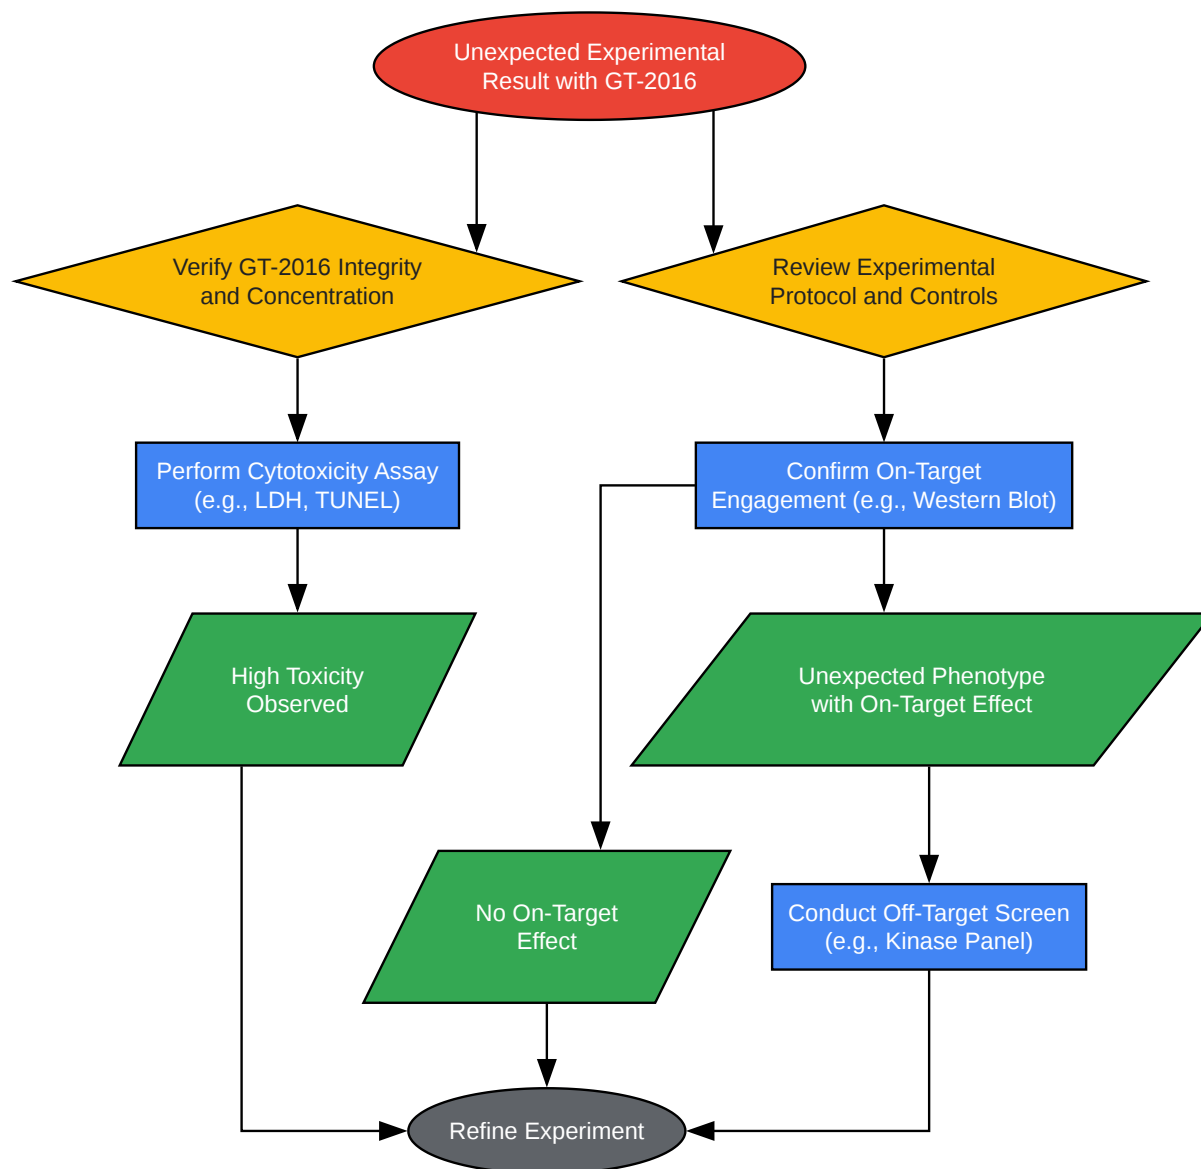 Unexpected Experimental
Result with GT-2016
Verify GT-2016 Integrity
and Concentration
Review Experimental
Protocol and Controls
Perform Cytotoxicity Assay
(e.g., LDH, TUNEL)
Confirm On-Target
Engagement (e.g., Western Blot)
High Toxicity
Observed
Unexpected Phenotype
with On-Target Effect
No On-Target
Effect
Conduct Off-Target Screen
(e.g., Kinase Panel)
Refine Experiment